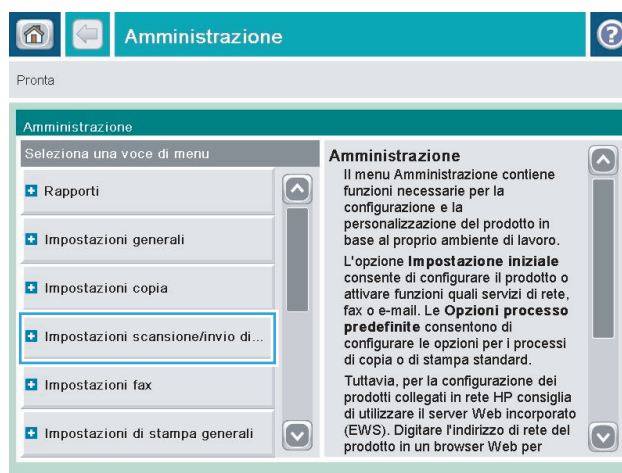 Amministrazione
?
Pronta
Amministrazione
Seleziona una voce di menu
Rapporti
Impostazioni generali
Impostazioni copia
Impostazioni scansione/invio di...
Impostazioni fax
Impostazioni di stampa generali
Amministrazione
Il menu Amministrazione contiene
funzioni necessarie per la
configurazione e la
personalizzazione del prodotto in
base al proprio ambiente di lavoro.
L'opzione Impostazione iniziale
consente di configurare il prodotto o
attivare funzioni quali servizi di rete,
fax o e-mail. Le Opzioni processo
predefinite consentono di
configurare le opzioni per i processi
di copia o di stampa standard.
Tuttavia, per la configurazione dei
prodotti collegati in rete HP consiglia
di utilizzare il server Web incorporato
(EWS). Digitare l'indirizzo di rete del
prodotto in un browser Web per